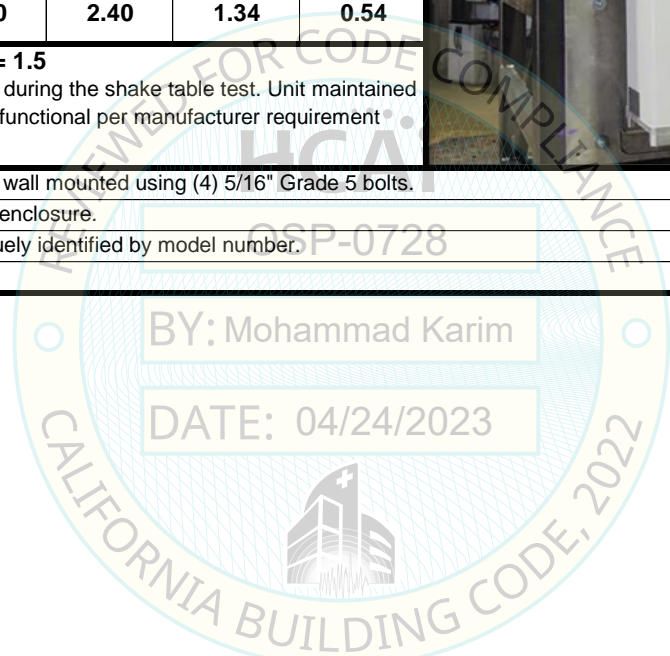 0 2.40 1.34 0.54
= 1.5
during the shake table test. Unit maintained
functional per manufacturer requirement
wall mounted using (4) 5/16" Grade 5 bolts.
enclosure.
uely identified by model number.
REVIEWED FOR CODE COMPLIANCE
HCAI
OSP-0728
BY: Mohammad Karim
DATE: 04/24/2023
CALIFORNIA BUILDING CODE, 2022